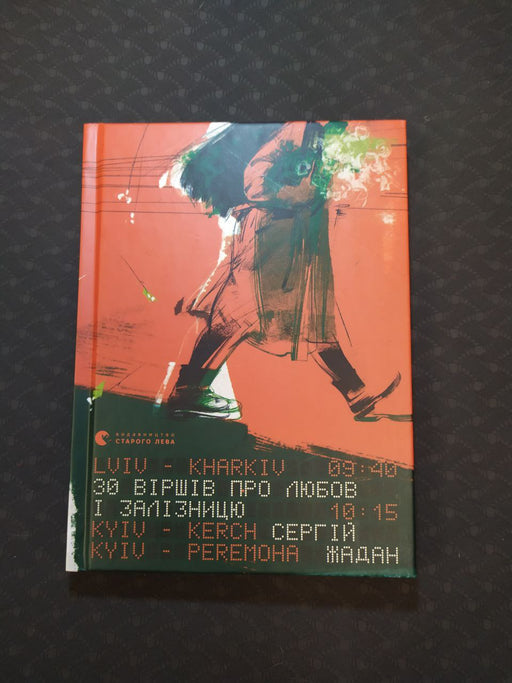 видавництво
СТАРОГО ЛЕВА
LVIV - KHARKIV 09:40
30 ВІРШІВ ПРО ЛЮБОВ
І ЗАЛІЗНИЦЮ 10:15
KYIV - KERCH СЕРГІЙ
KYIV - PEREMOHA ЖАДАН